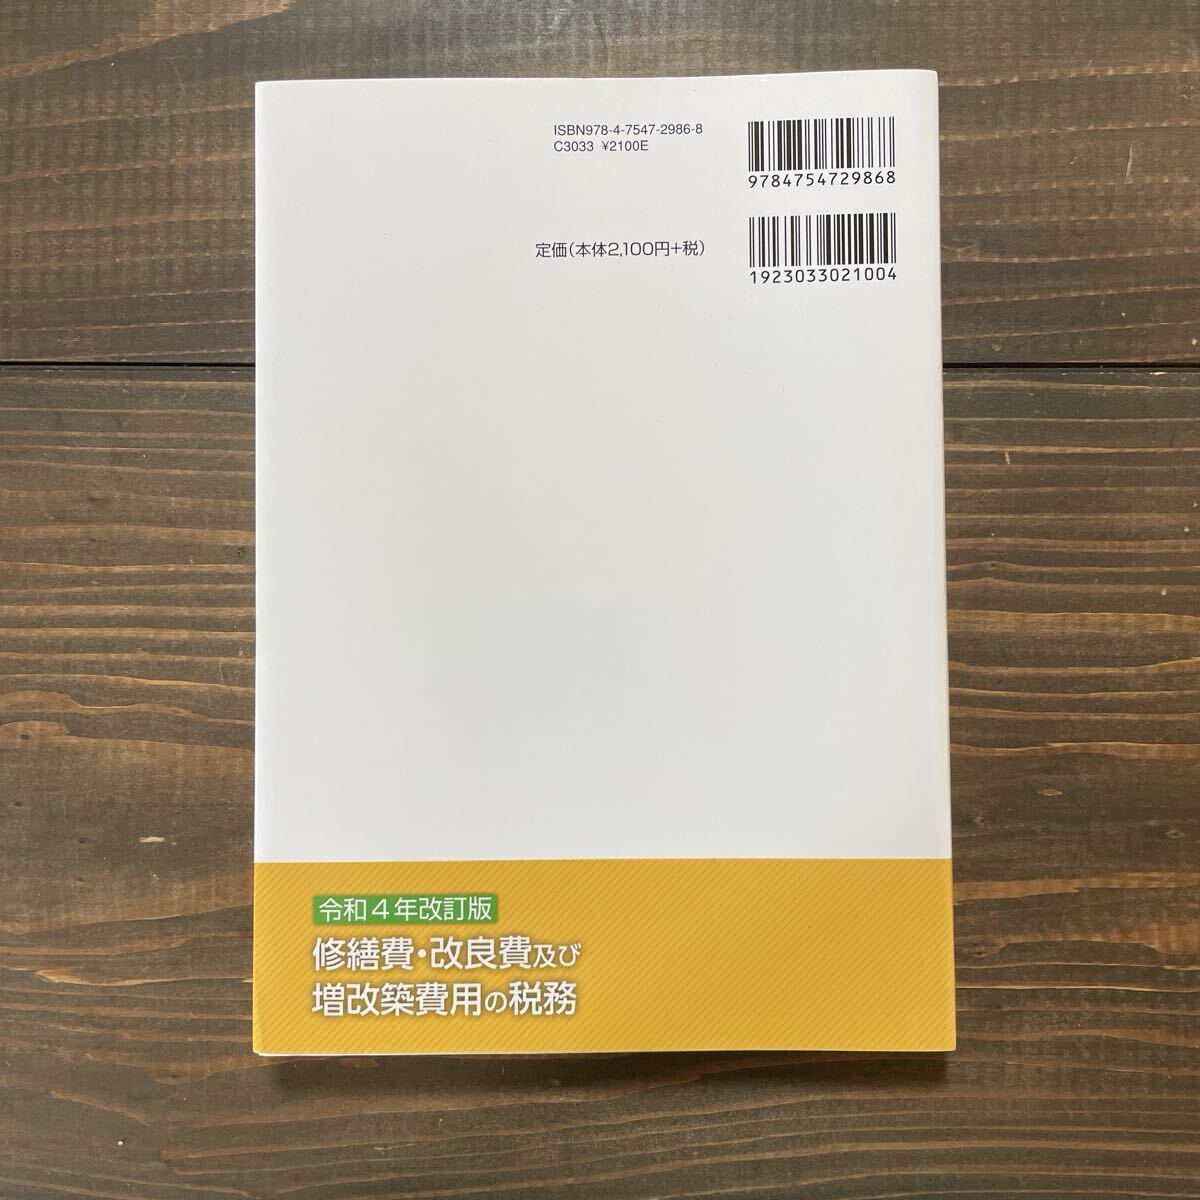 ISBN978-4-7547-2986-8
C3033 ¥2100E
9784754729868
定価(本体2,100円+税)
1923033021004
令和4年改訂版
修繕費・改良費及び
増改築費用の税務